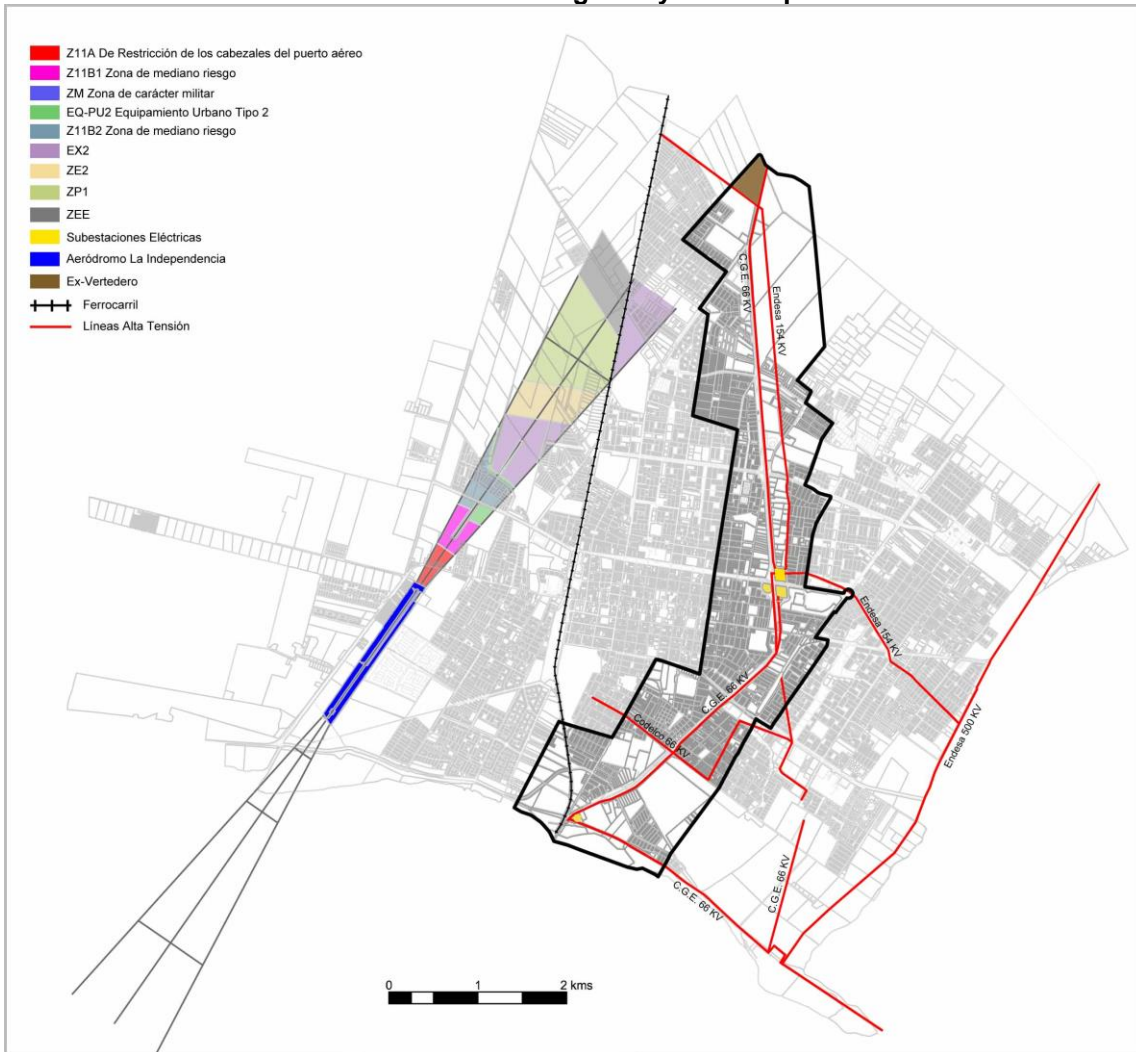 Z11A De Restricción de los cabezales del puerto aéreo
Z11B1 Zona de mediano riesgo
ZM Zona de carácter militar
EQ-PU2 Equipamiento Urbano Tipo 2
Z11B2 Zona de mediano riesgo
EX2
ZE2
ZP1
ZEE
Subestaciones Eléctricas
Aeródromo La Independencia
Ex-Vertedero
Ferrocarril
Líneas Alta Tensión
C.G.E. 66 KV
Endesa 154 KV
Endesa 154 KV
C.G.E. 66 KV
Codelco 66 KV
Endesa 500 KV
C.G.E. 66 KV
C.G.E. 66 KV
0 1 2 kms